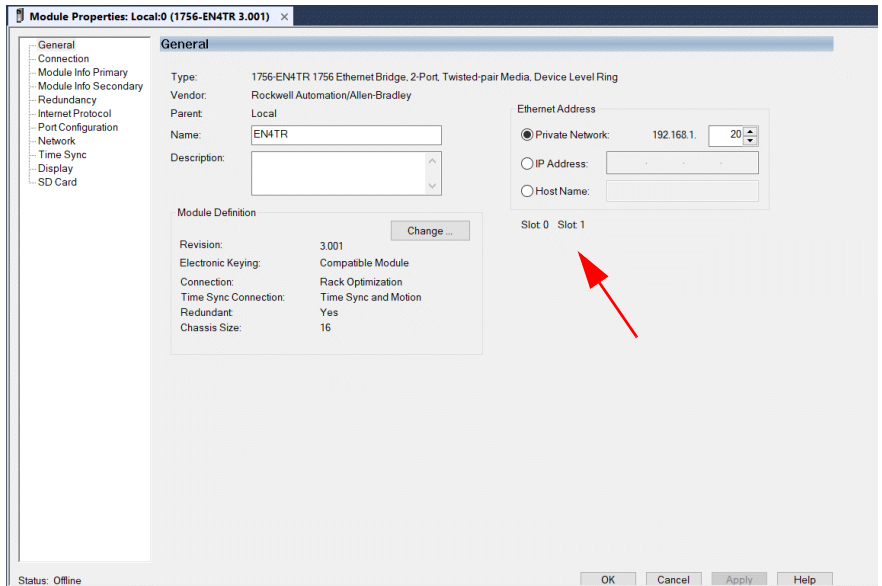 Module Properties: Local:0 (1756-EN4TR 3.001) ×
General
Connection
Module Info Primary
Module Info Secondary
Redundancy
Internet Protocol
Port Configuration
Network
Time Sync
Display
SD Card
General
Type: 1756-EN4TR 1756 Ethernet Bridge, 2-Port, Twisted-pair Media, Device Level Ring
Vendor: Rockwell Automation/Allen-Bradley
Parent: Local
Name: EN4TR
Description:
Ethernet Address
Private Network: 192.168.1. 20
IP Address: . . .
Host Name:
Slot: 0 Slot: 1
Module Definition
Change ...
Revision: 3.001
Electronic Keying: Compatible Module
Connection: Rack Optimization
Time Sync Connection: Time Sync and Motion
Redundant: Yes
Chassis Size: 16
Status: Offline
OK Cancel Apply Help